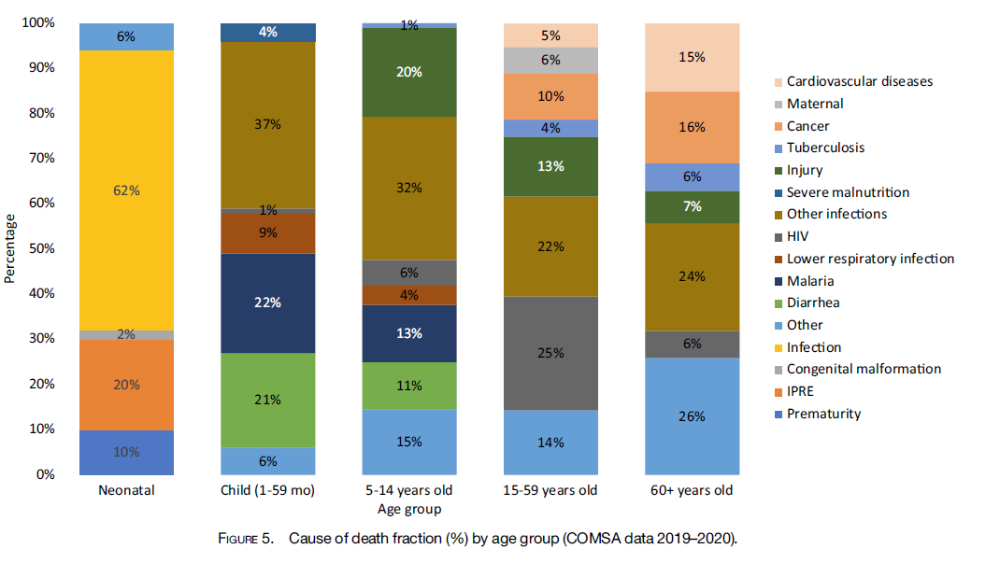 100%
90%
80%
70%
60%
50%
40%
30%
20%
10%
0%
Percentage
6%
62%
2%
20%
10%
4%
37%
1%
9%
22%
21%
6%
1%
20%
32%
6%
4%
13%
11%
15%
5%
6%
10%
4%
13%
22%
25%
14%
15%
16%
6%
7%
24%
6%
26%
Neonatal
Child (1-59 mo)
5-14 years old
15-59 years old
60+ years old
Age group
Cardiovascular diseases
Maternal
Cancer
Tuberculosis
Injury
Severe malnutrition
Other infections
HIV
Lower respiratory infection
Malaria
Diarrhea
Other
Infection
Congenital malformation
IPRE
Prematurity
FIGURE 5. Cause of death fraction (%) by age group (COMSA data 2019–2020).